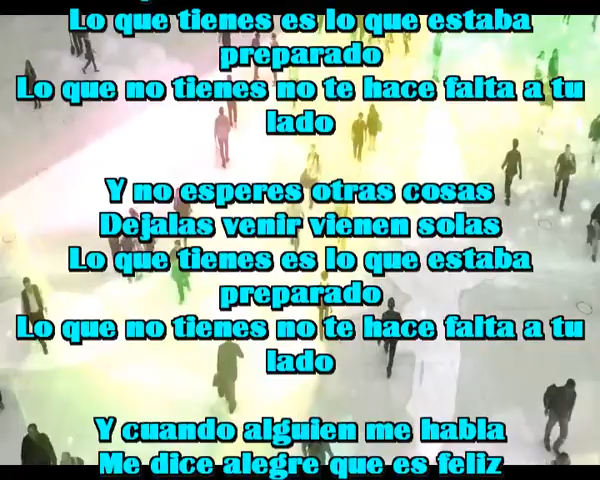 Lo que tienes es lo que estaba
preparado
Lo que no tienes no te hace falta a tu
lado
Y no esperes otras cosas
Dejalas venir vienen solas
Lo que tienes es lo que estaba
preparado
Lo que no tienes no te hace falta a tu
lado
Y cuando alguien me habla
Me dice alegre que es feliz